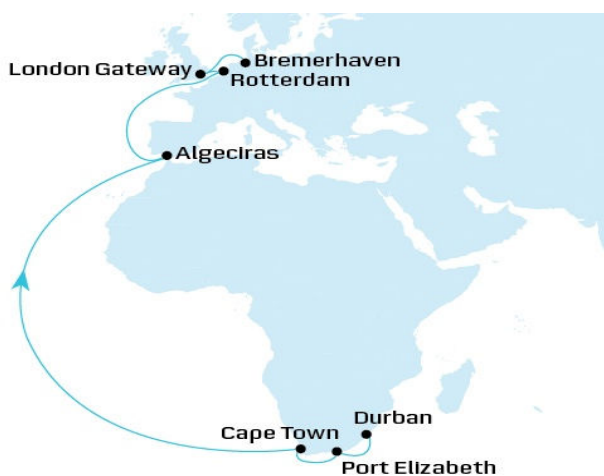 Bremerhaven
London Gateway
Rotterdam
Algeciras
Durban
Cape Town
Port Elizabeth